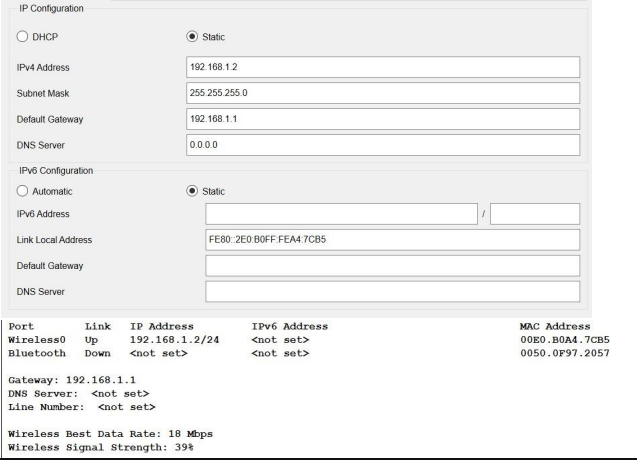 IP Configuration
DHCP Static
IPv4 Address 192.168.1.2
Subnet Mask 255.255.255.0
Default Gateway 192.168.1.1
DNS Server 0.0.0.0
IPv6 Configuration
Automatic Static
IPv6 Address /
Link Local Address FE80::2E0:B0FF:FEA4:7CB5
Default Gateway
DNS Server
Port Link IP Address IPv6 Address MAC Address
Wireless0 Up 192.168.1.2/24 <not set> 00E0.B0A4.7CB5
Bluetooth Down <not set> <not set> 0050.0F97.2057
Gateway: 192.168.1.1
DNS Server: <not set>
Line Number: <not set>
Wireless Best Data Rate: 18 Mbps
Wireless Signal Strength: 39%